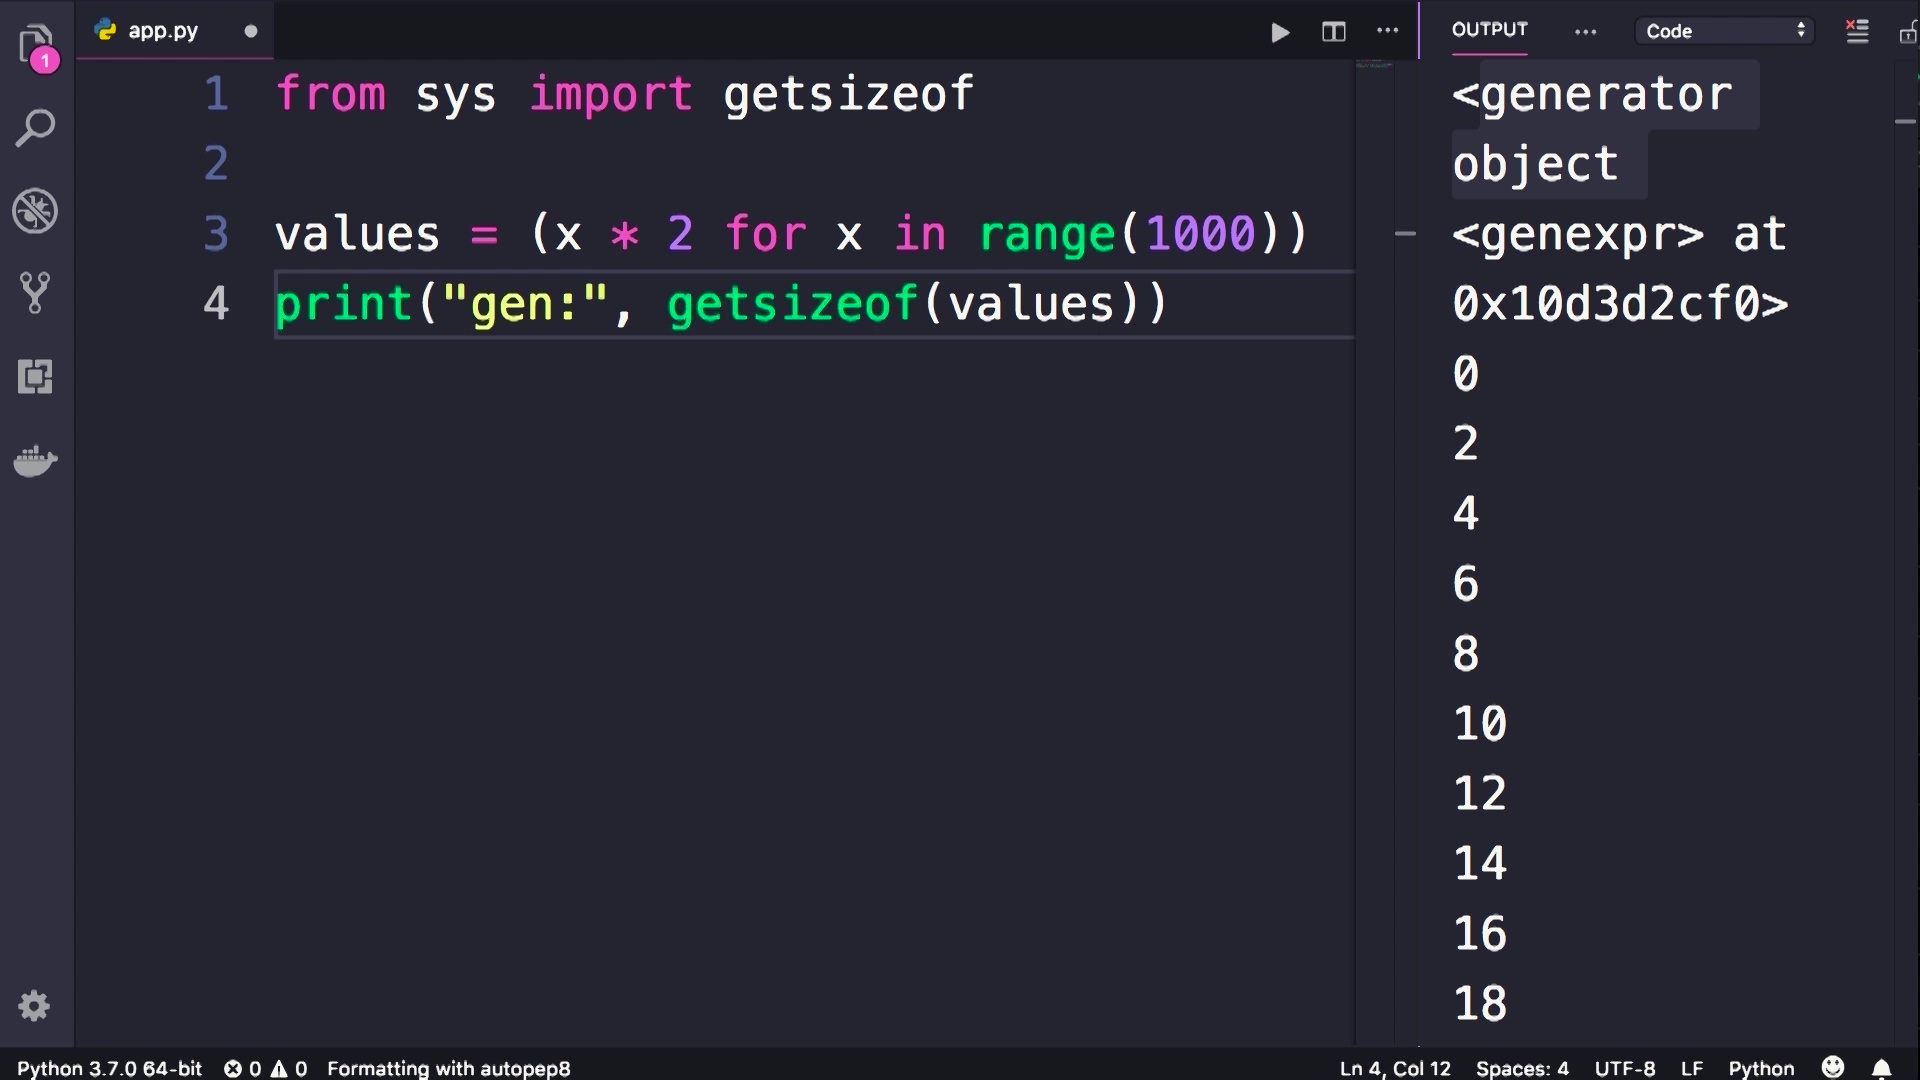 1
app.py
OUTPUT
Code
1 from sys import getsizeof
2
3 values = (x * 2 for x in range(1000))
4 print("gen:", getsizeof(values))
<generator
object
<genexpr> at
0x10d3d2cf0>
0
2
4
6
8
10
12
14
16
18
Python 3.7.0 64-bit 0 0 Formatting with autopep8
Ln 4, Col 12 Spaces: 4 UTF-8 LF Python